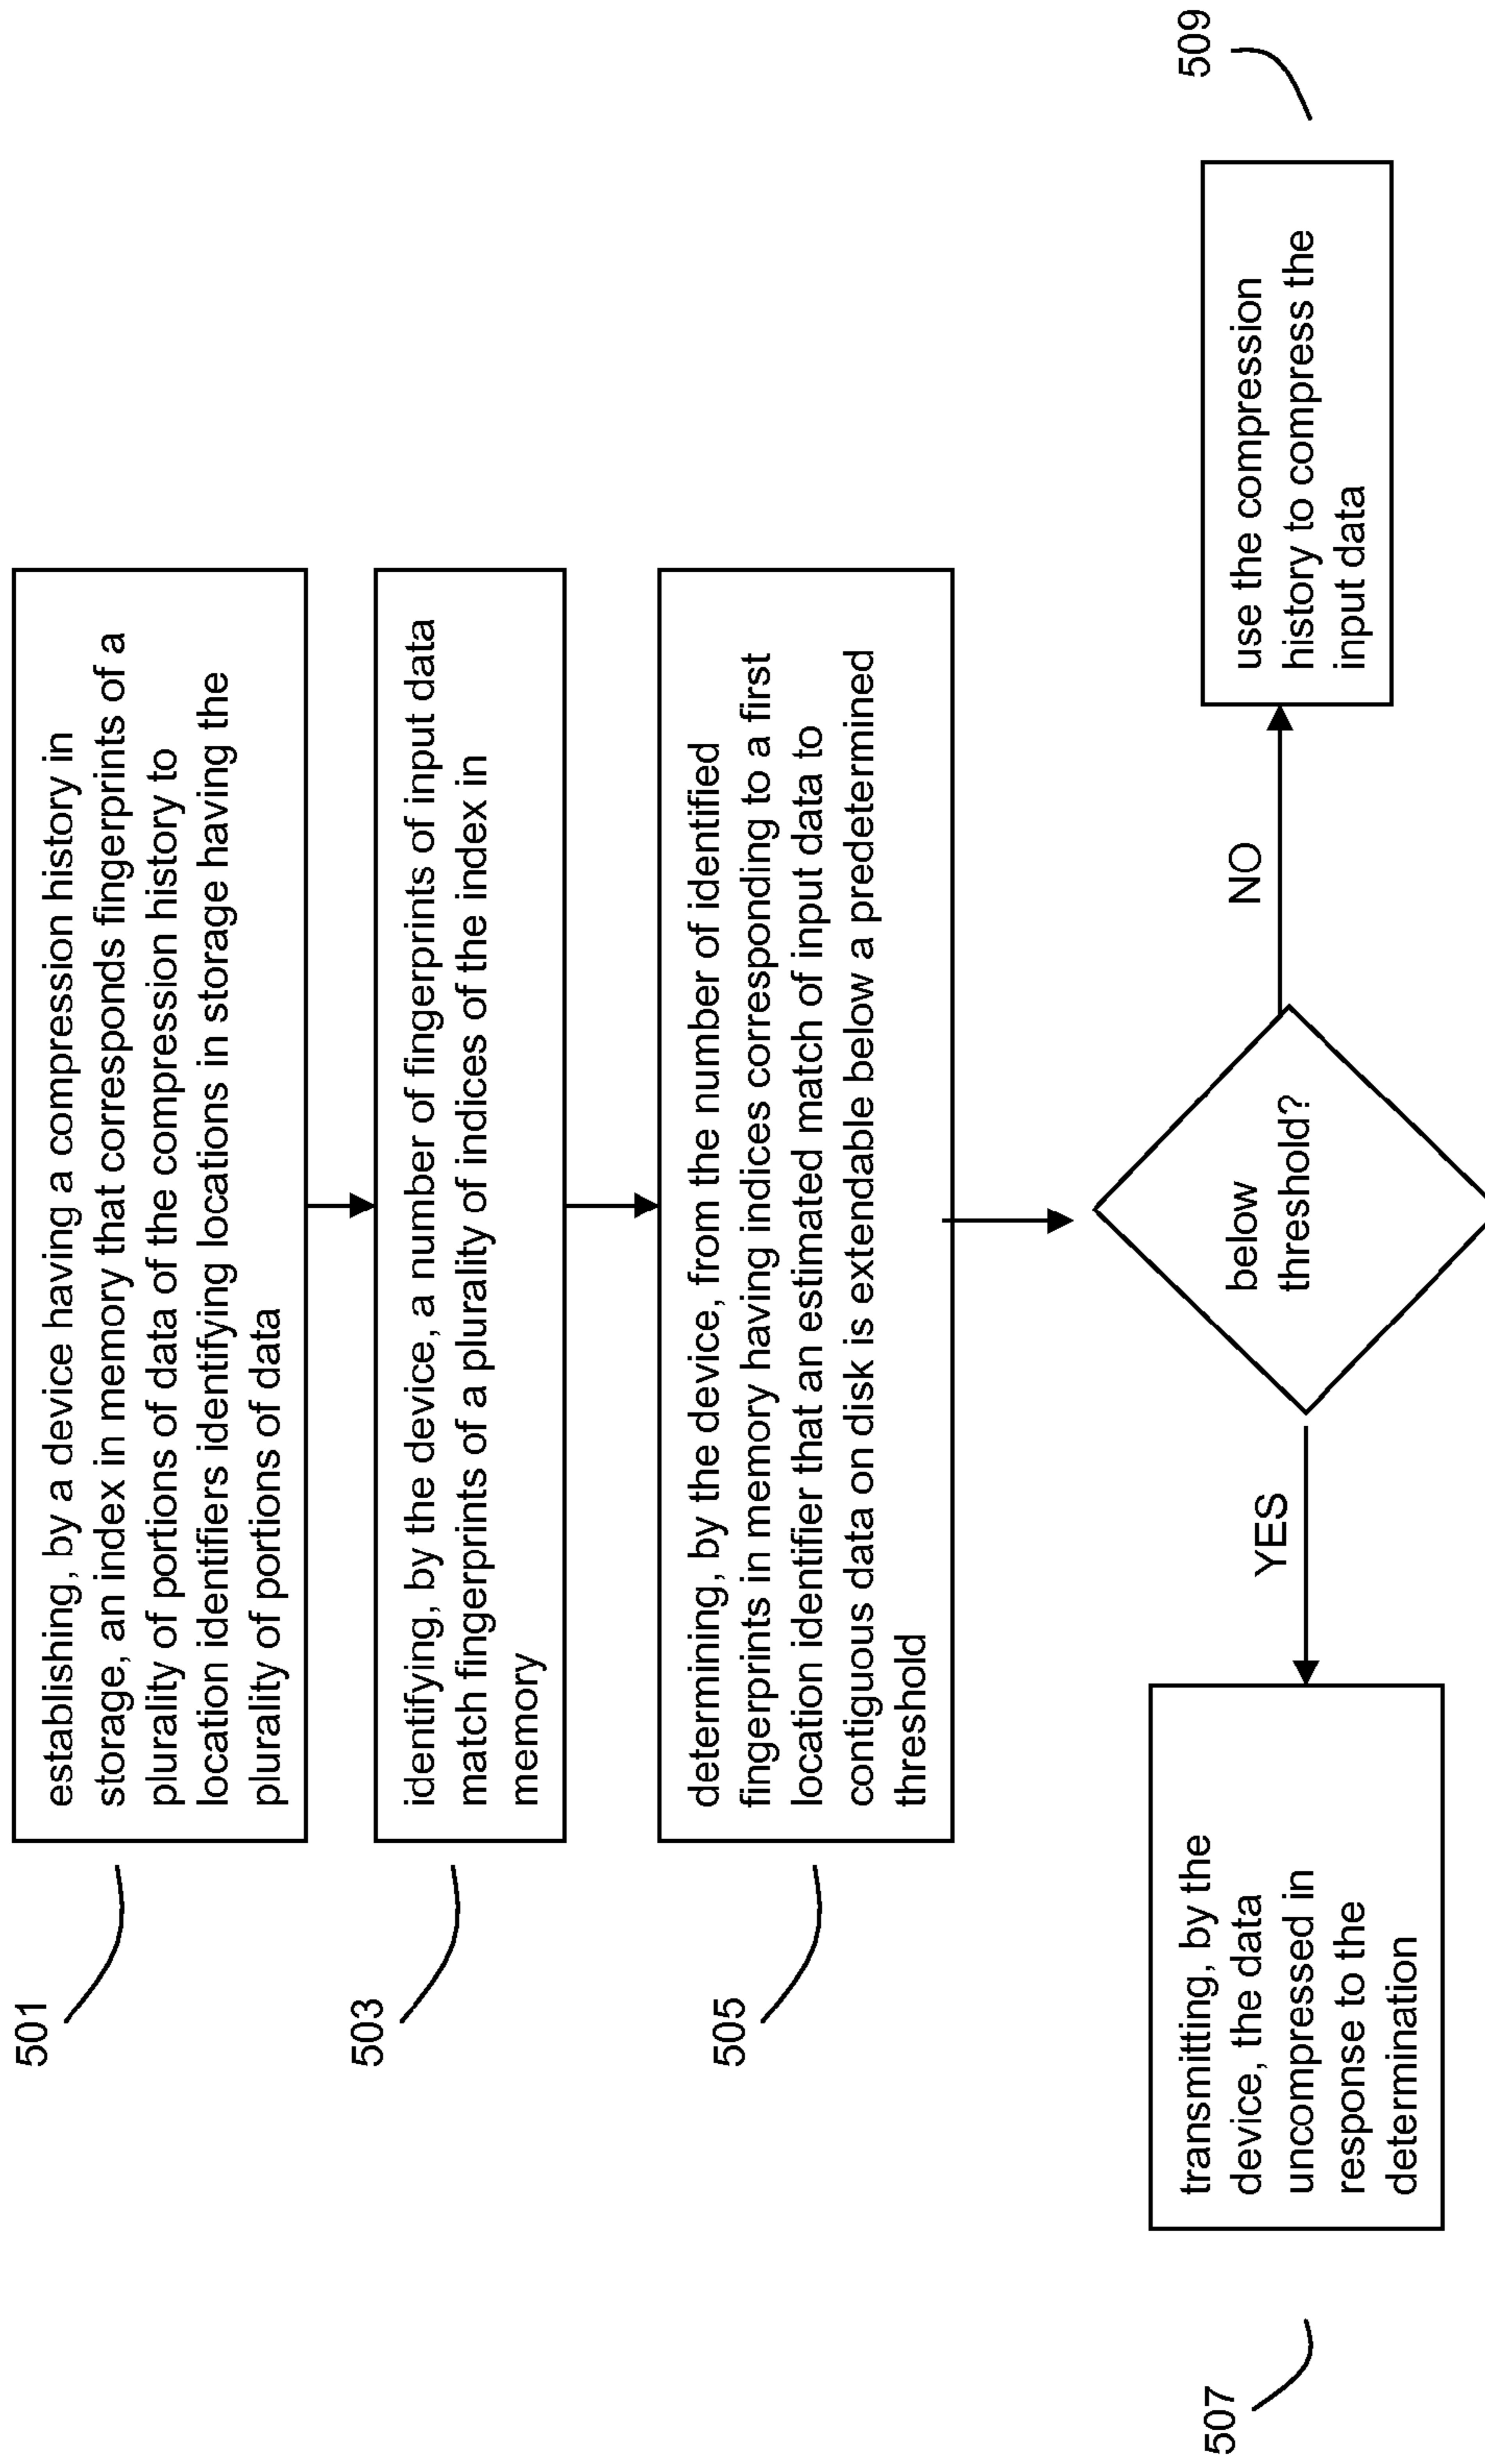 501
establishing, by a device having a compression history in
storage, an index in memory that corresponds fingerprints of a
plurality of portions of data of the compression history to
location identifiers identifying locations in storage having the
plurality of portions of data
503
identifying, by the device, a number of fingerprints of input data
match fingerprints of a plurality of indices of the index in
memory
505
determining, by the device, from the number of identified
fingerprints in memory having indices corresponding to a first
location identifier that an estimated match of input data to
contiguous data on disk is extendable below a predetermined
threshold
below
threshold?
YES
NO
507
transmitting, by the
device, the data
uncompressed in
response to the
determination
509
use the compression
history to compress the
input data